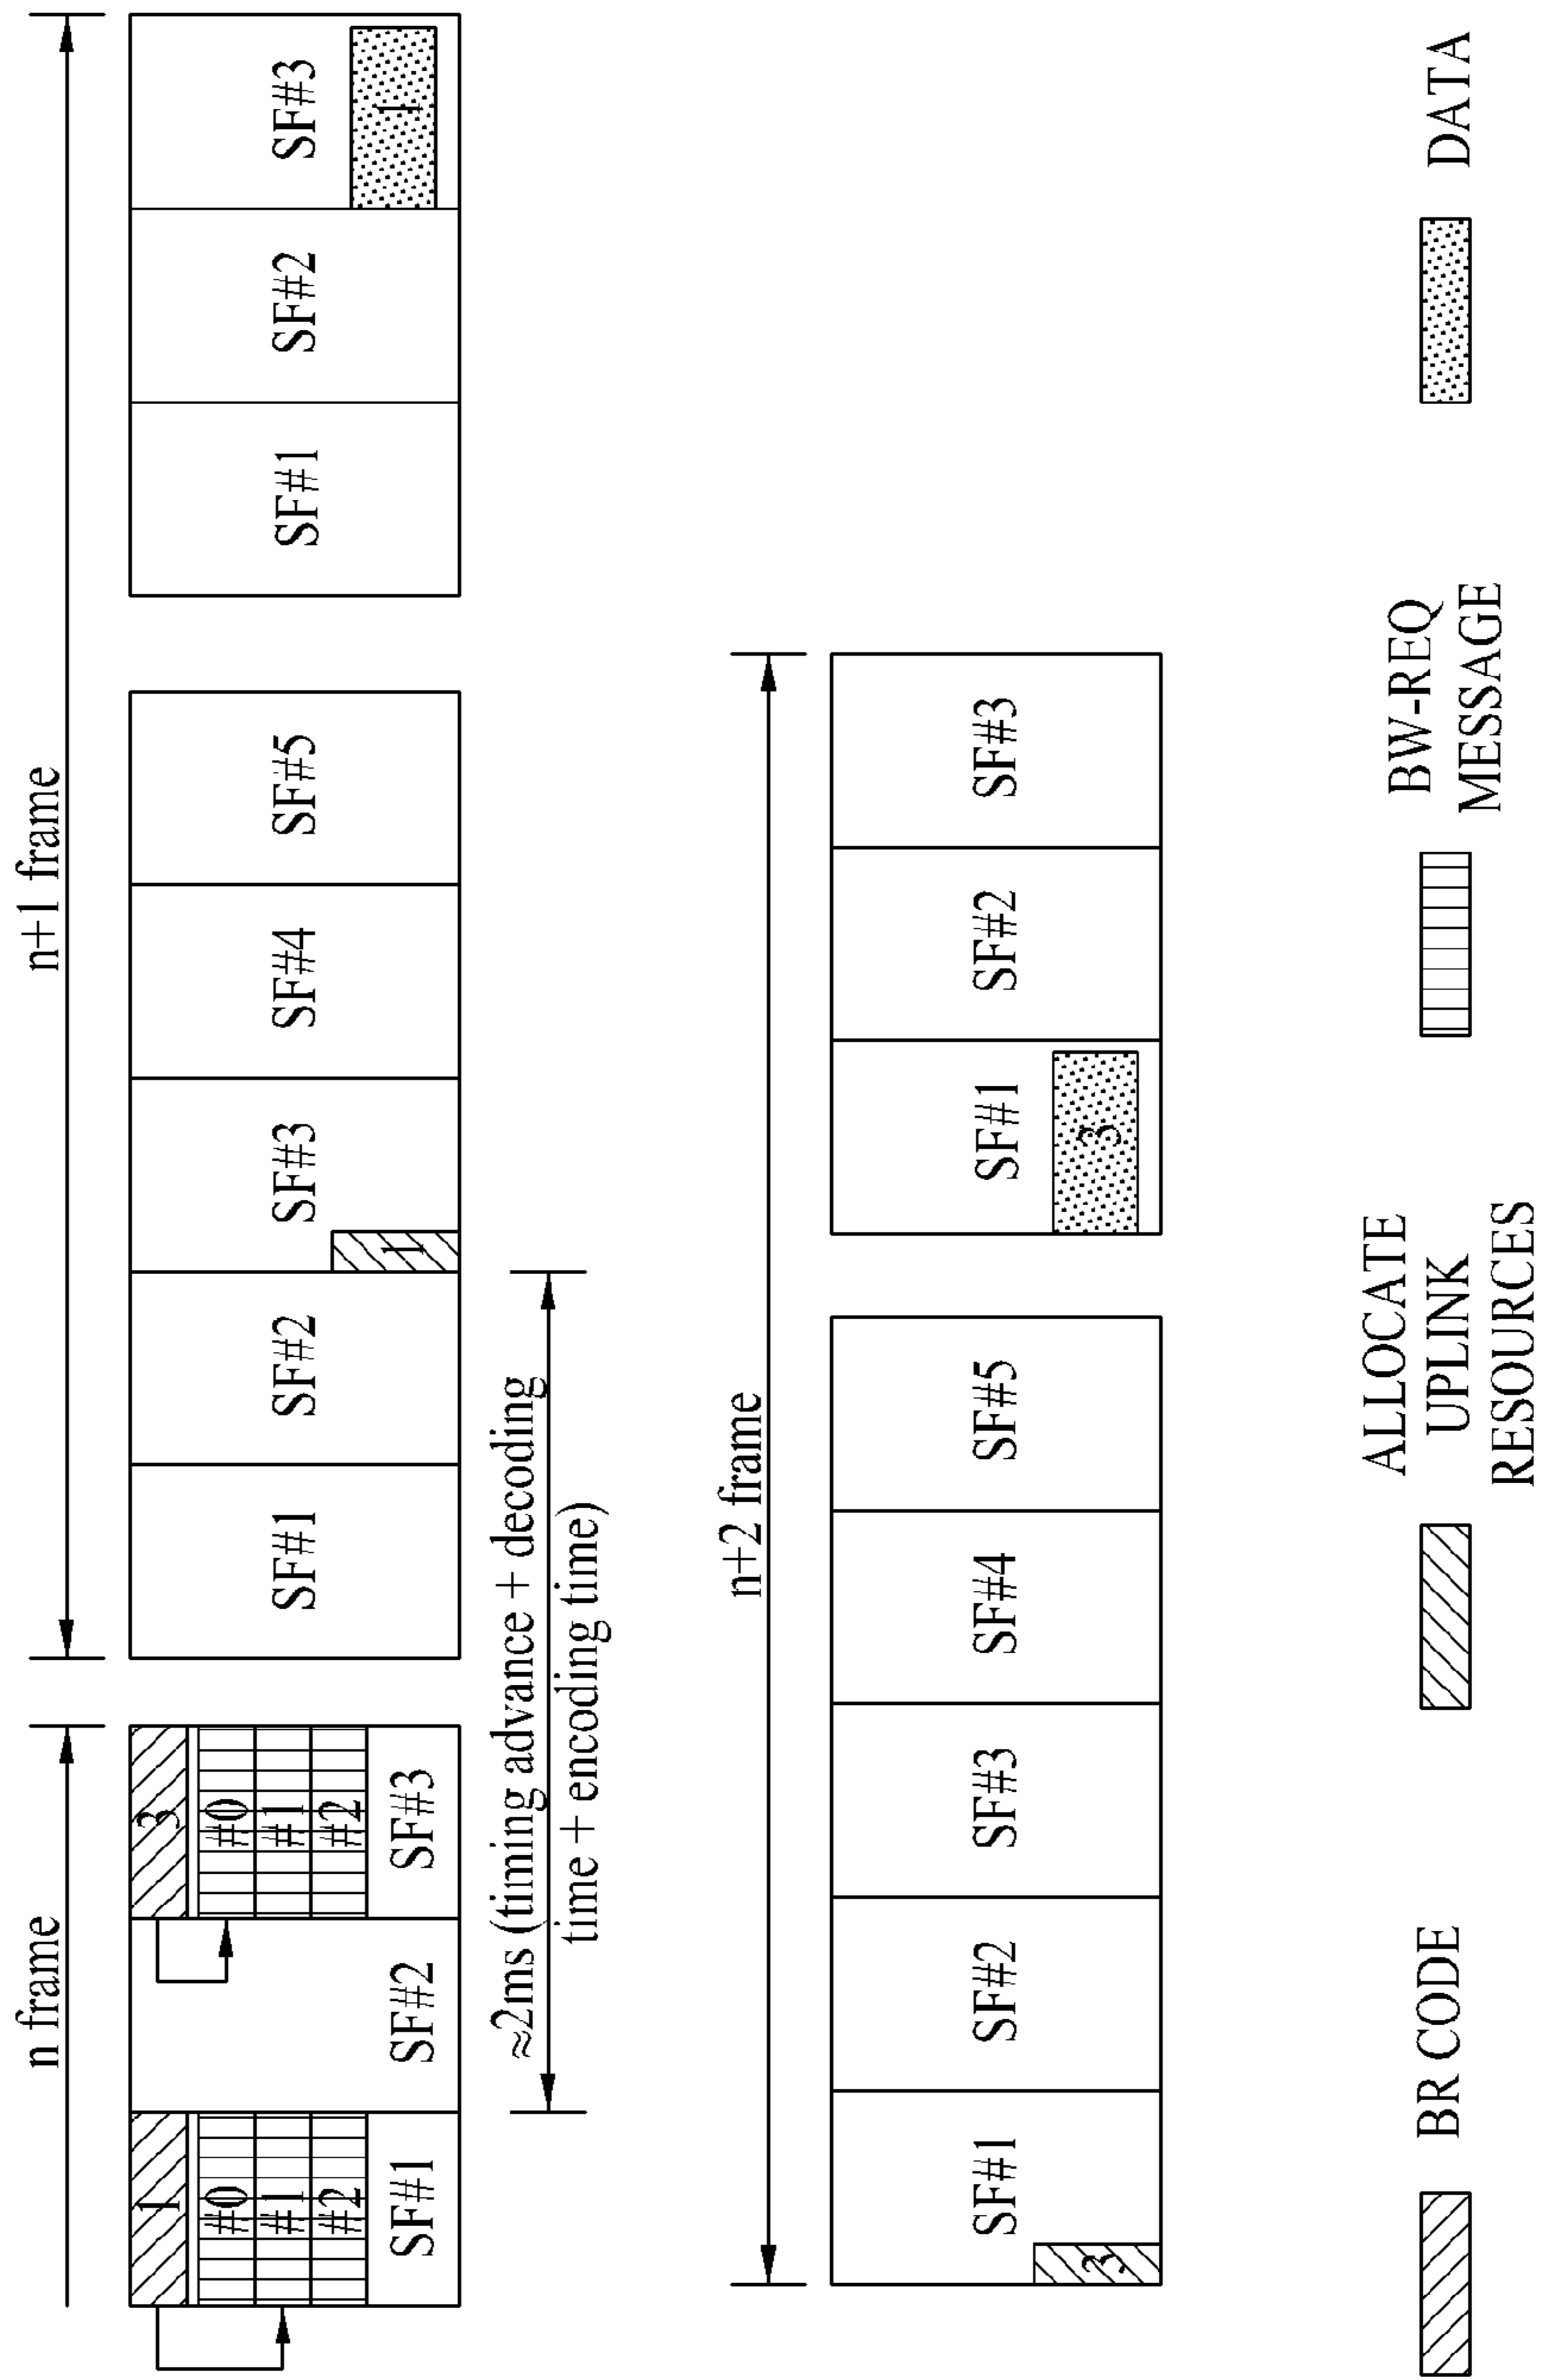 n frame
n+1 frame
1
#0
#1
#2
SF#1
SF#2
3
#0
#1
#2
SF#3
SF#1
SF#2
SF#3
1
SF#4
SF#5
SF#1
SF#2
SF#3
1
≈2ms (timing advance + decoding
time + encoding time)
n+2 frame
SF#1
3
SF#2
SF#3
SF#4
SF#5
SF#1
3
SF#2
SF#3
BR CODE
ALLOCATE
UPLINK
RESOURCES
BW-REQ
MESSAGE
DATA